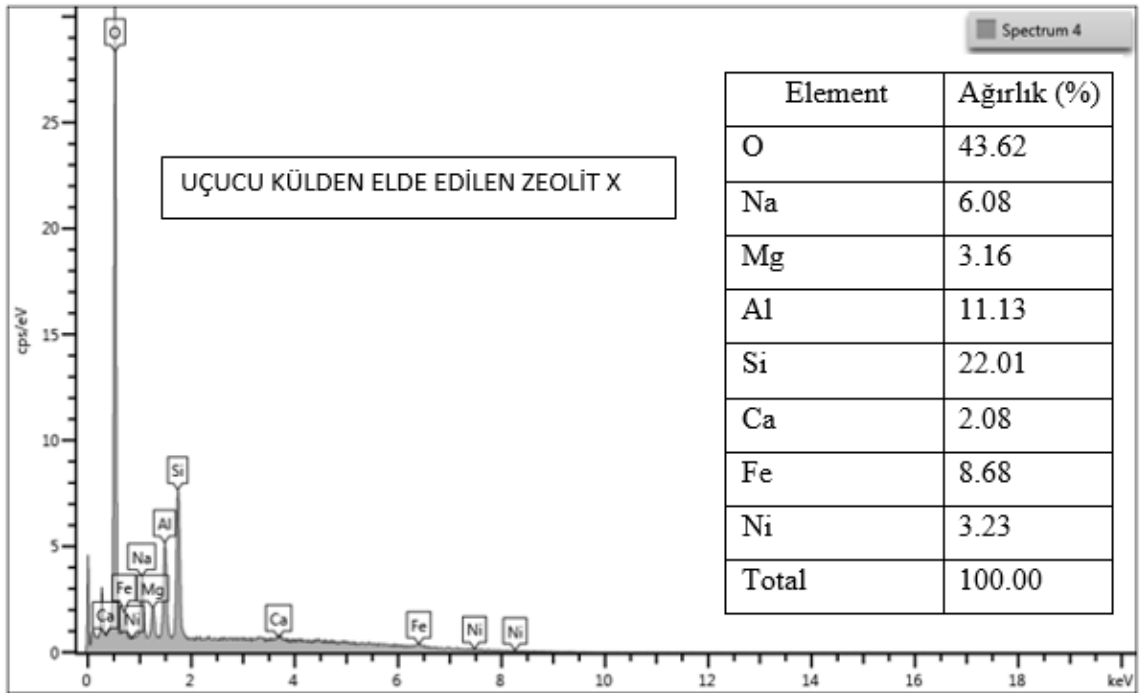 Spectrum 4
UÇUCU KÜLDEN ELDE EDİLEN ZEOLİT X
Element Ağırlık (%)
O 43.62
Na 6.08
Mg 3.16
Al 11.13
Si 22.01
Ca 2.08
Fe 8.68
Ni 3.23
Total 100.00
cps/eV
25
20
15
10
5
0
O
Si
Al
Na
Fe Mg
Ca Ni
Ca
Fe
Ni Ni
0 2 4 6 8 10 12 14 16 18 keV